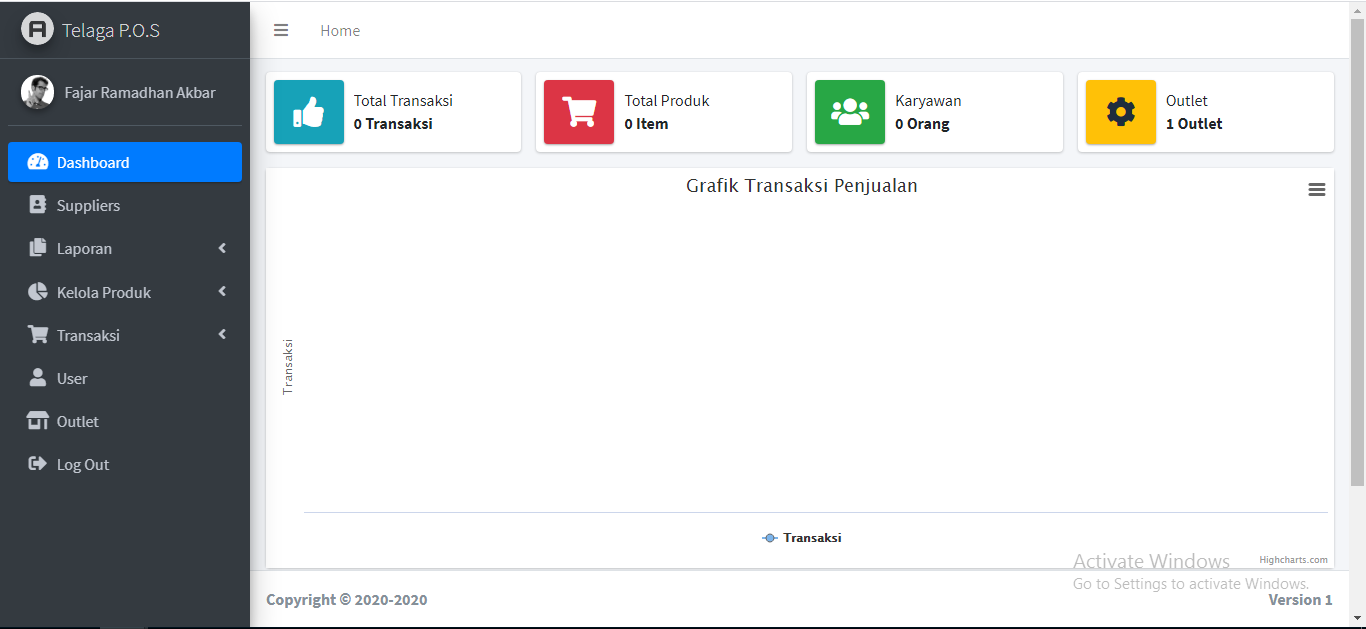 Telaga P.O.S
Home
Fajar Ramadhan Akbar
Dashboard
Suppliers
Laporan
Kelola Produk
Transaksi
User
Outlet
Log Out
Total Transaksi
0 Transaksi
Total Produk
0 Item
Karyawan
0 Orang
Outlet
1 Outlet
Grafik Transaksi Penjualan
Transaksi
Transaksi
Highcharts.com
Activate Windows
Go to Settings to activate Windows.
Copyright © 2020-2020
Version 1